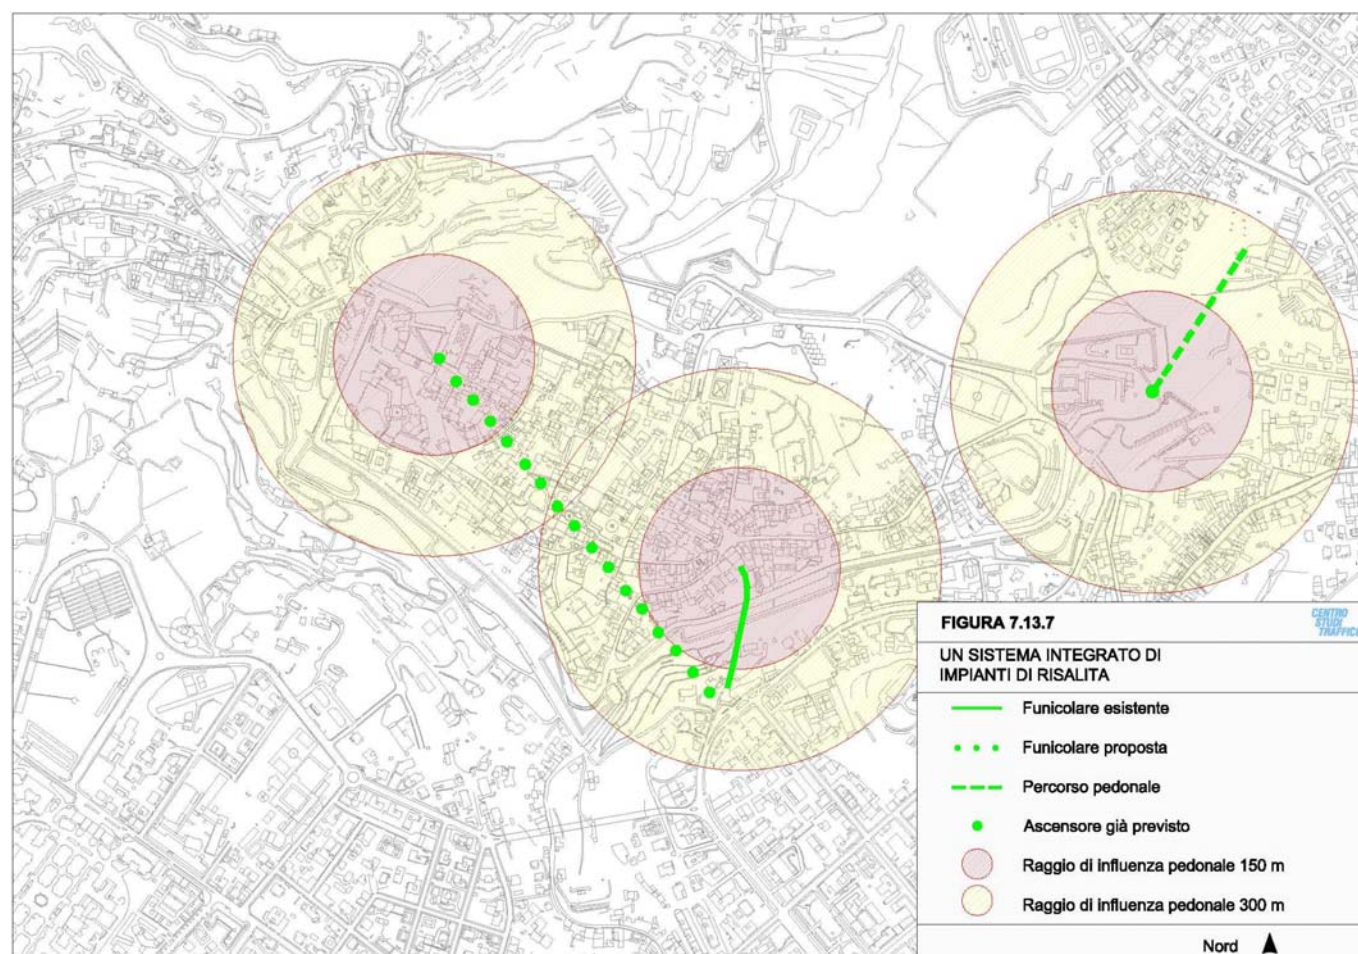 FIGURA 7.13.7
CENTRO
STUDI
TRAFFICO
UN SISTEMA INTEGRATO DI
IMPIANTI DI RISALITA
Funicolare esistente
Funicolare proposta
Percorso pedonale
Ascensore già previsto
Raggio di influenza pedonale 150 m
Raggio di influenza pedonale 300 m
Nord